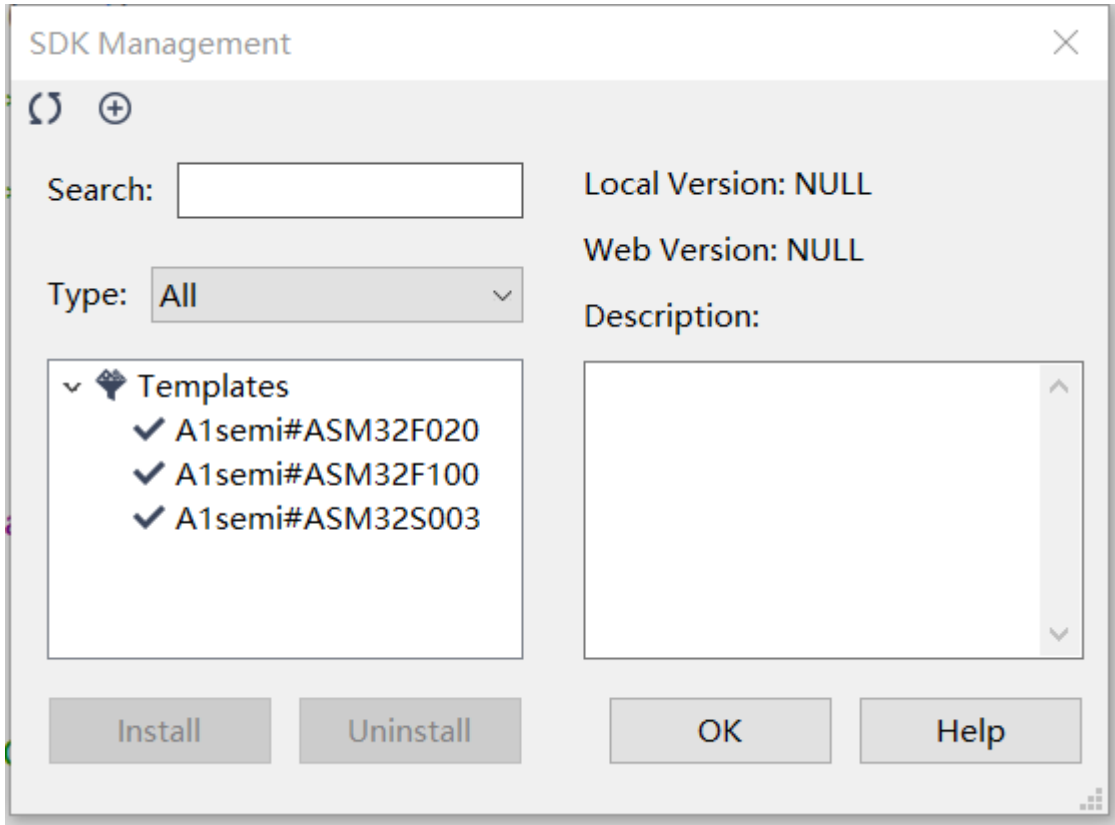 SDK Management
Search:
Type: All
Templates
A1semi#ASM32F020
A1semi#ASM32F100
A1semi#ASM32S003
Install
Uninstall
Local Version: NULL
Web Version: NULL
Description:
OK
Help